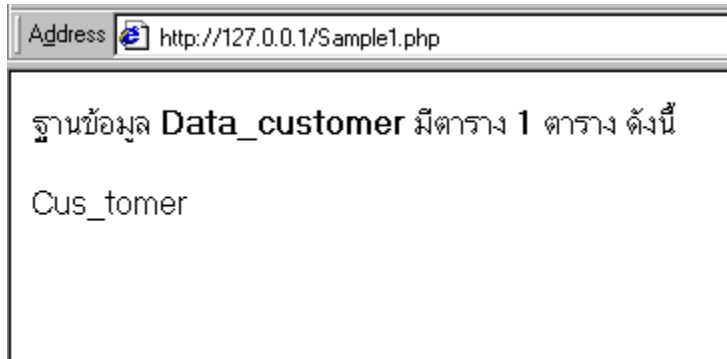 Address http://127.0.0.1/Sample1.php
ฐานข้อมูล Data_customer มีตาราง 1 ตาราง ดังนี้
Cus_tomer